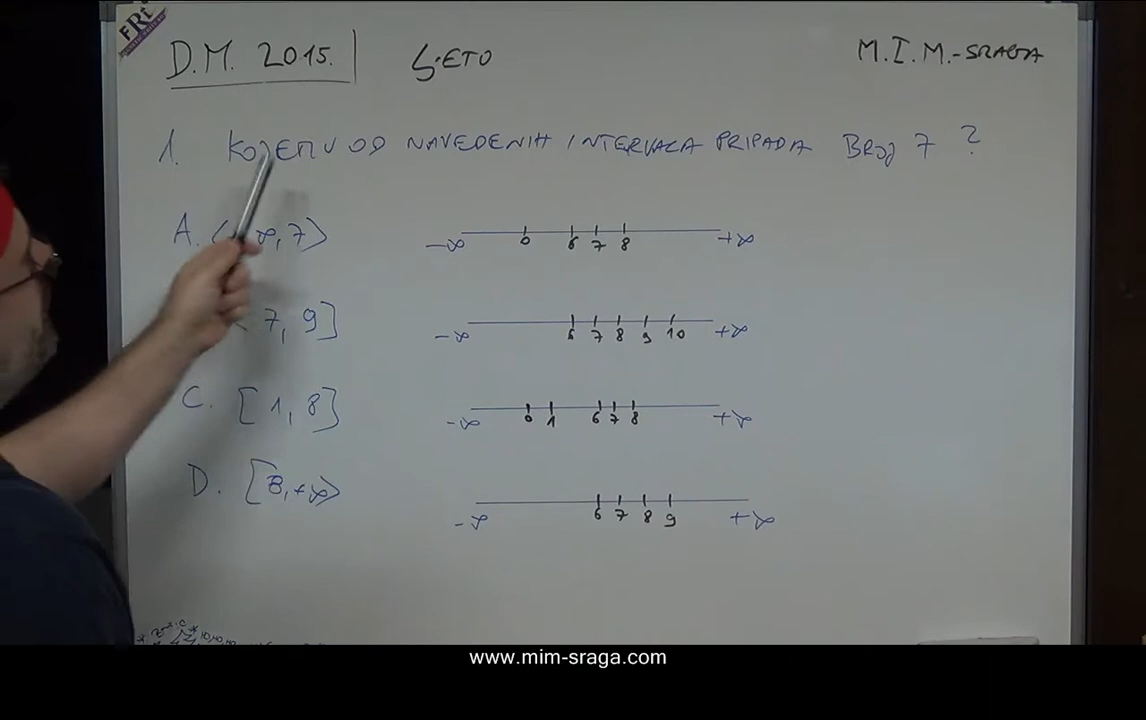 FRI
D.M. 2015. LJETO M.I.M.-SRAGA
1. KOJEMU OD NAVEDENIH INTERVALA PRIPADA BROJ 7 ?
A. ⟨ ∞, 7⟩ -∞ 0 6 7 8 +∞
⟨ 7, 9] -∞ 6 7 8 9 10 +∞
C. [1, 8] -∞ 0 1 6 7 8 +∞
D. [8, +∞⟩ -∞ 6 7 8 9 +∞
www.mim-sraga.com